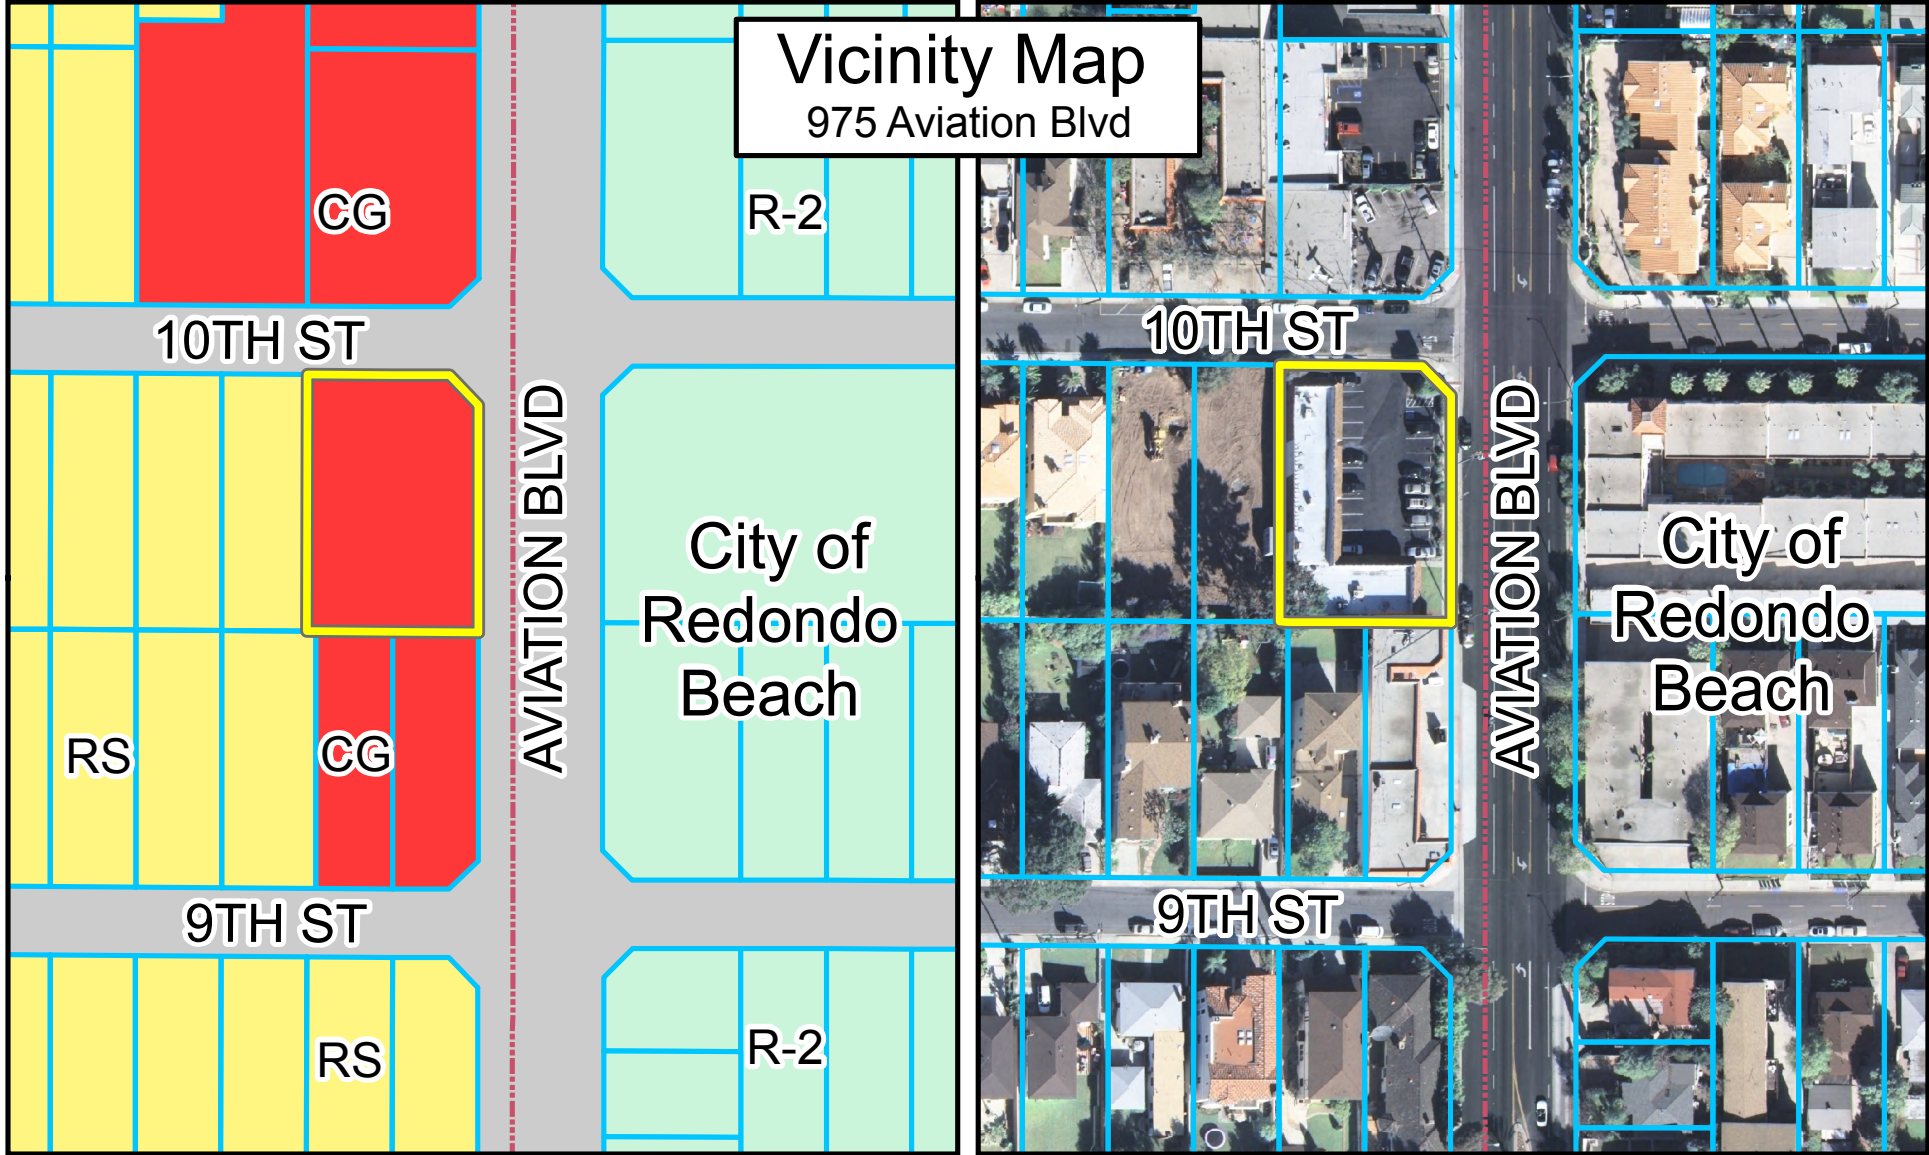 Vicinity Map
975 Aviation Blvd
CG
R-2
10TH ST
AVIATION BLVD
City of
Redondo
Beach
RS
CG
9TH ST
RS
R-2
10TH ST
AVIATION BLVD
City of
Redondo
Beach
9TH ST